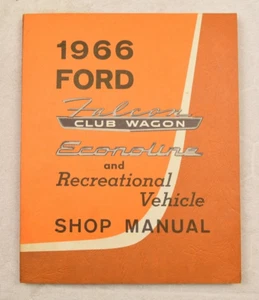 1966
FORD
Falcon
CLUB WAGON
Econoline
and
Recreational
Vehicle
SHOP MANUAL